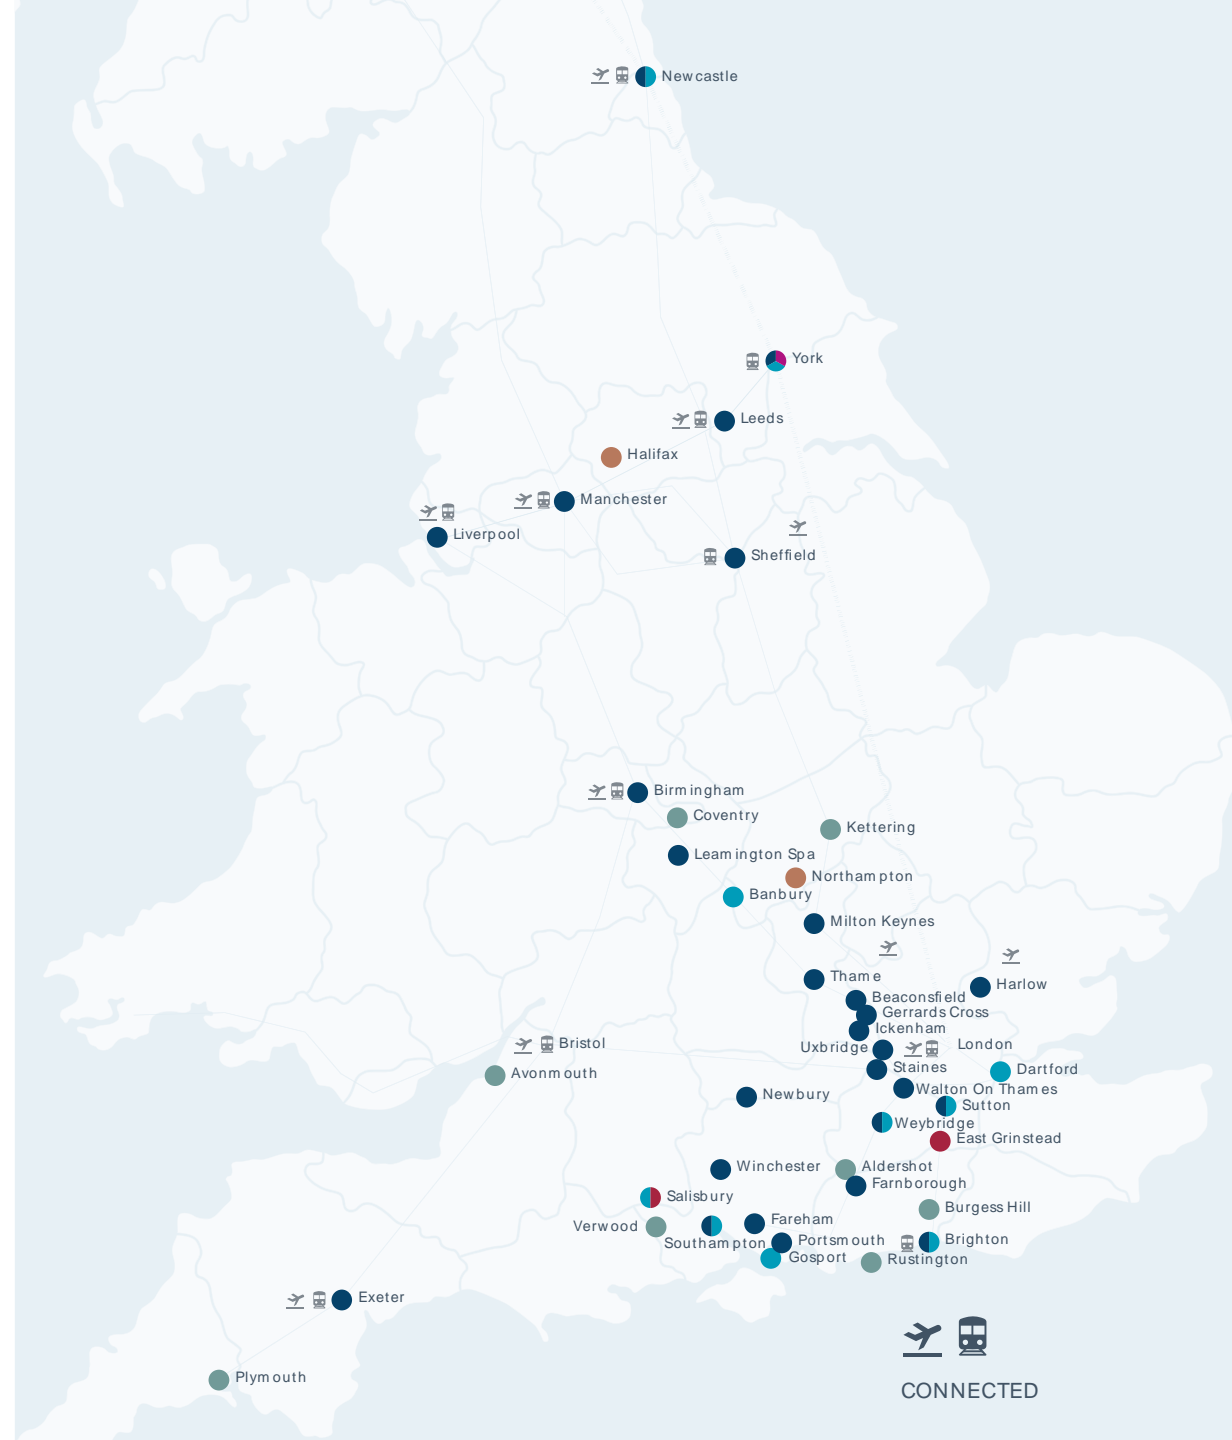 Newcastle
York
Leeds
Halifax
Manchester
Liverpool
Sheffield
Birmingham
Coventry
Kettering
Leamington Spa
Northampton
Banbury
Milton Keynes
Thame
Harlow
Beaconsfield
Gerrards Cross
Ickenham
Bristol
Uxbridge
London
Staines
Dartford
Avonmouth
Walton On Thames
Newbury
Sutton
Weybridge
East Grinstead
Winchester
Aldershot
Farnborough
Salisbury
Burgess Hill
Verwood
Fareham
Southampton
Portsmouth
Brighton
Gosport
Rustington
Exeter
Plymouth
CONNECTED